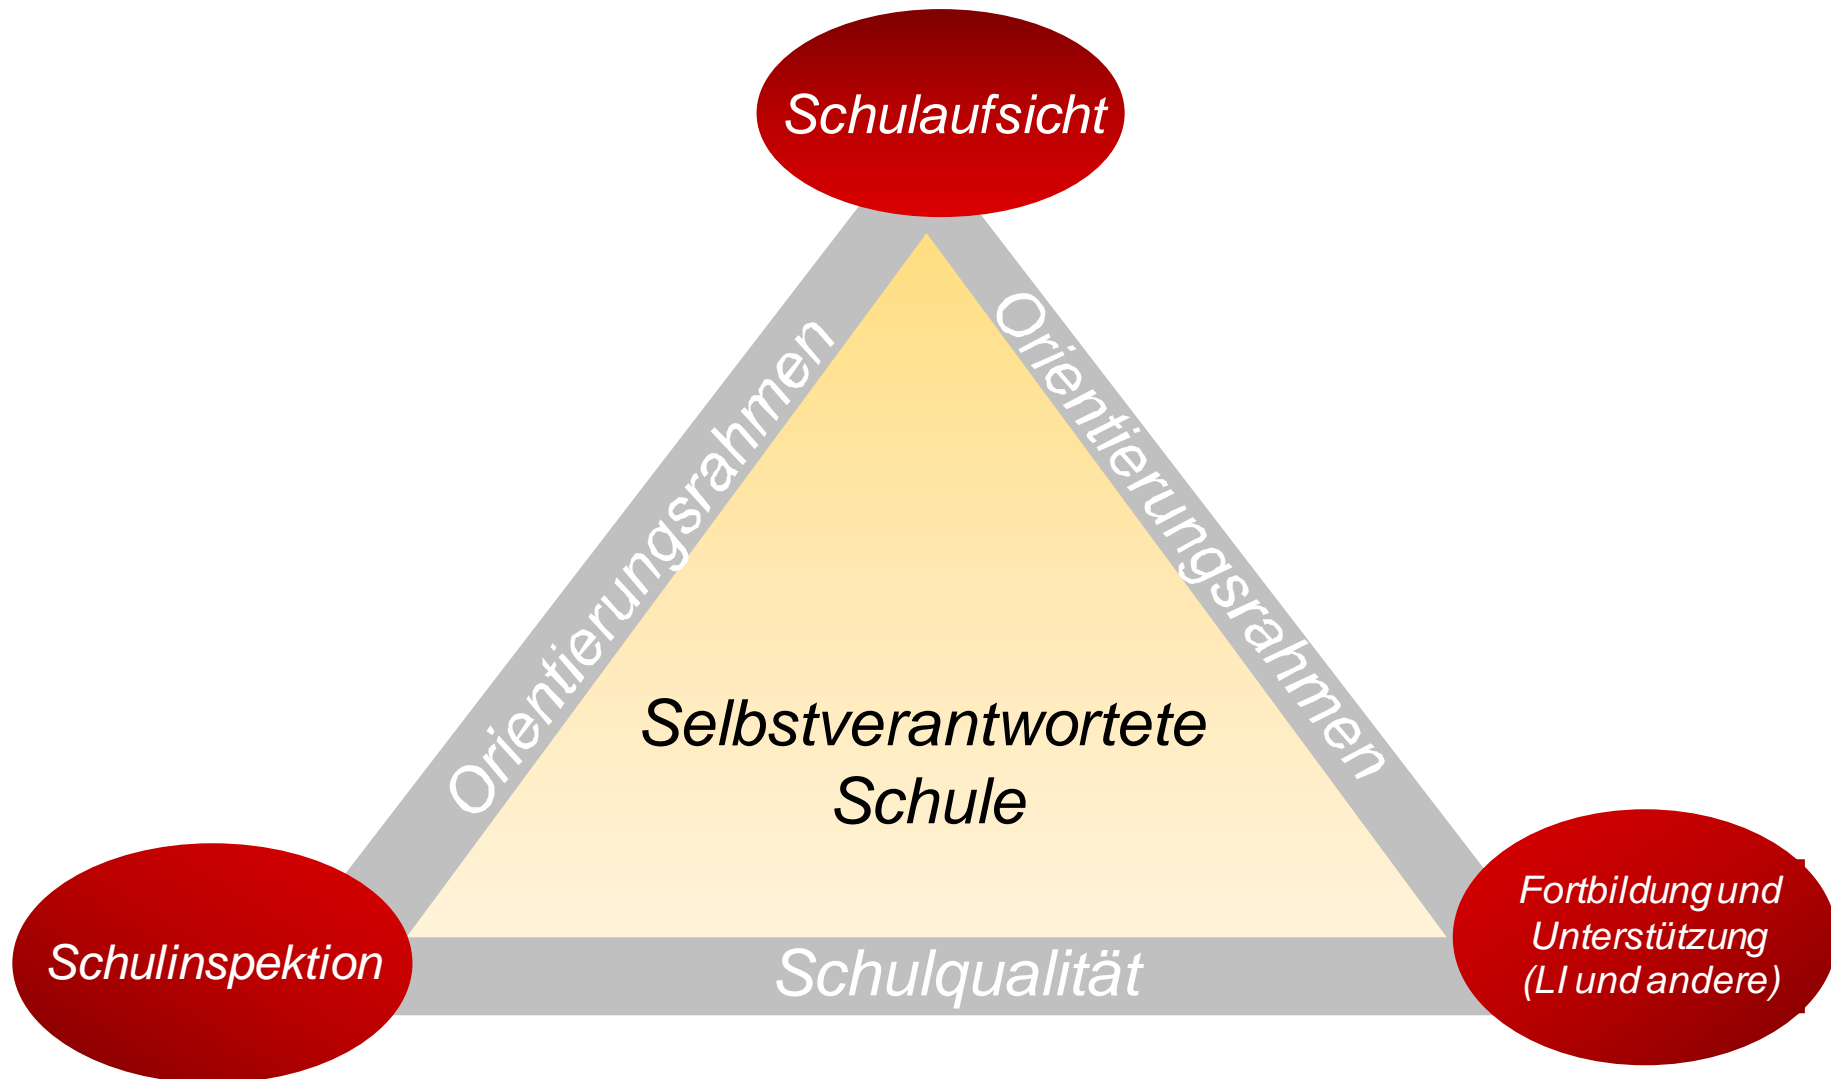 Schulaufsicht
Orientierungsrahmen
Orientierungsrahmen
Selbstverantwortete
Schule
Schulinspektion
Schulqualität
Fortbildung und
Unterstützung
(LI und andere)